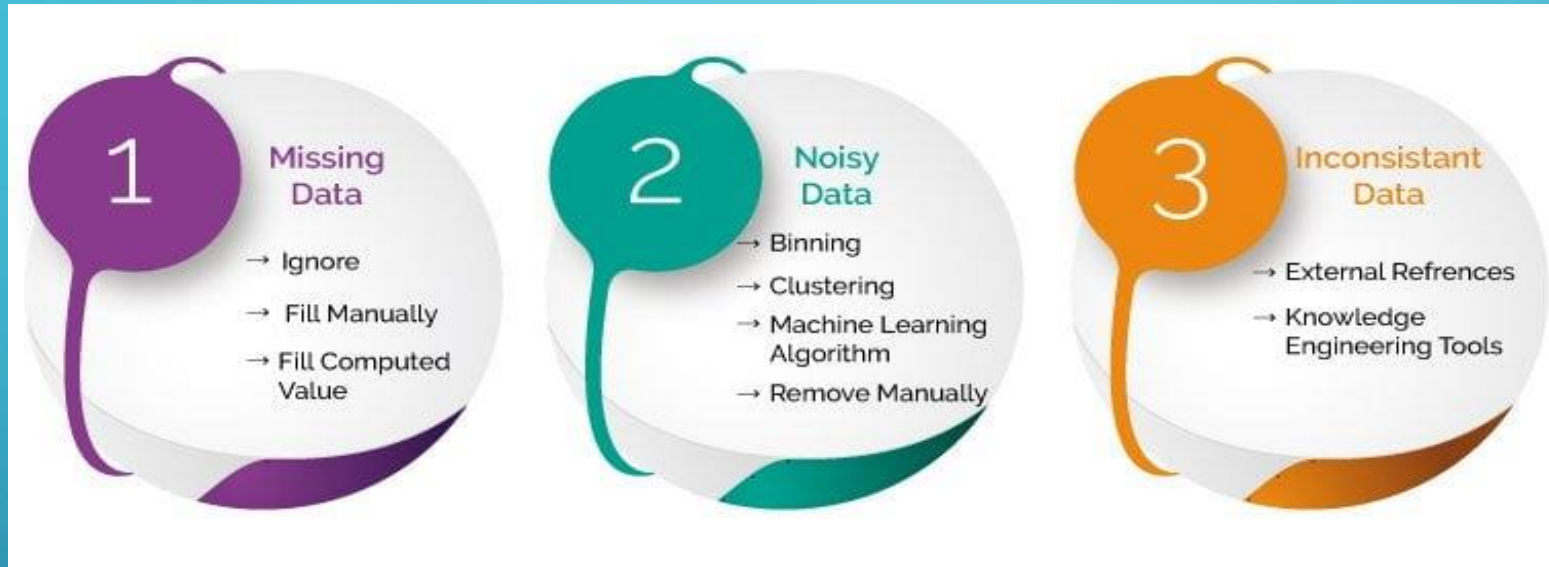 1
Missing
Data
→ Ignore
→ Fill Manually
→ Fill Computed
Value
2
Noisy
Data
→ Binning
→ Clustering
→ Machine Learning
Algorithm
→ Remove Manually
3
Inconsistant
Data
→ External Refrences
→ Knowledge
Engineering Tools